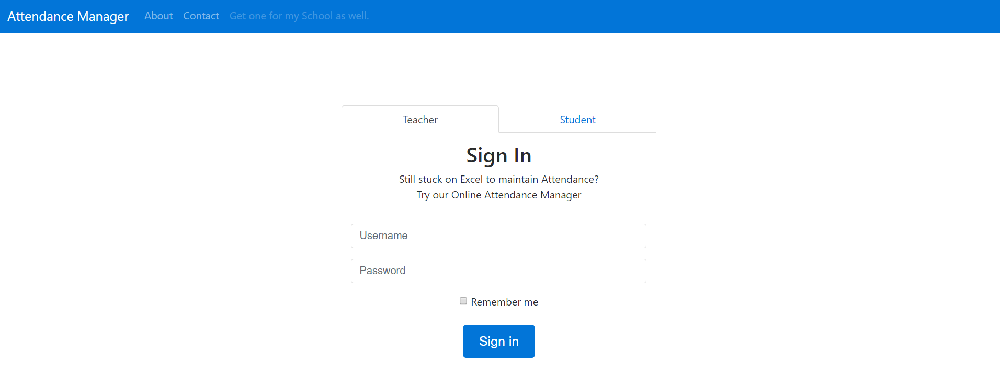 Attendance Manager About Contact Get one for my School as well.
Teacher Student
Sign In
Still stuck on Excel to maintain Attendance?
Try our Online Attendance Manager
Username
Password
Remember me
Sign in